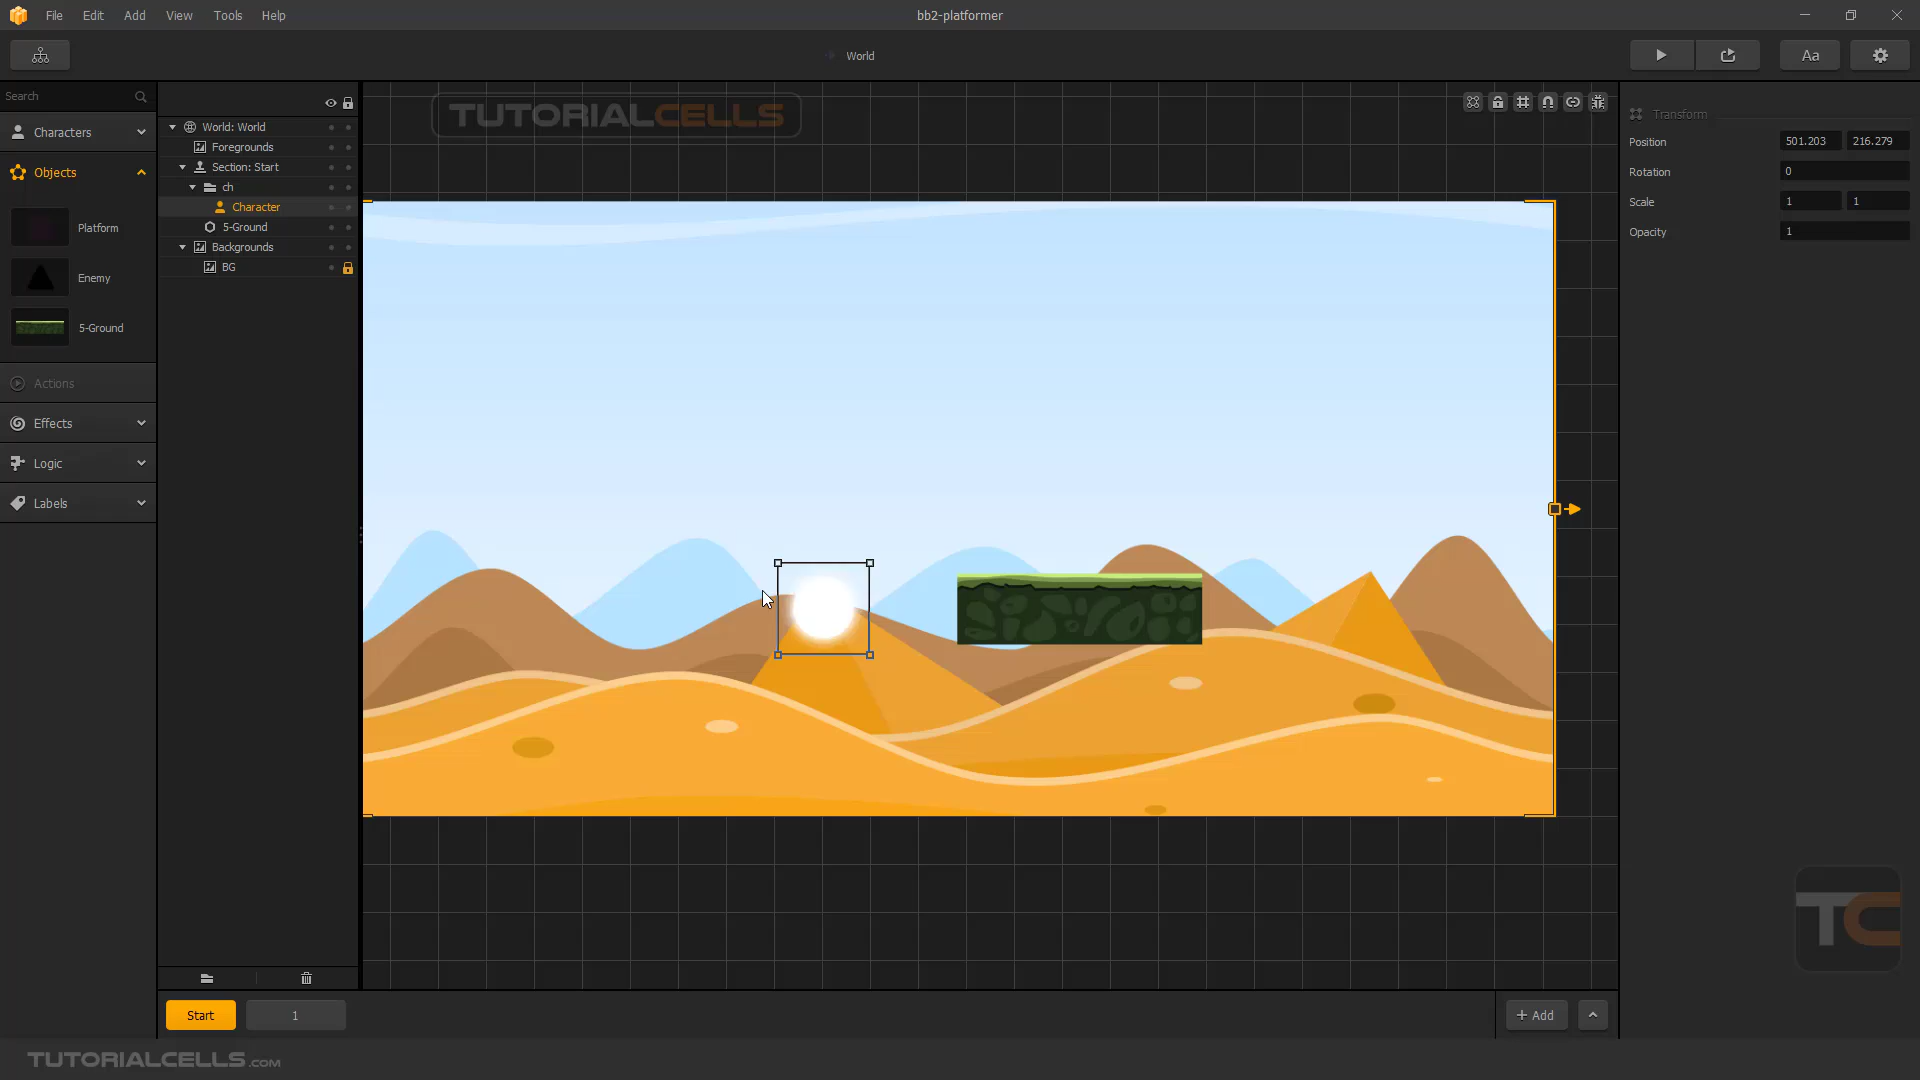 File Edit Add View Tools Help
bb2-platformer
World
Aa
Search
TUTORIALCELLS
Transform
Characters
World: World
Foregrounds
Position 501.203 216.279
Objects
Section: Start
Rotation 0
ch
Character
Scale 1 1
Platform
5-Ground
Opacity 1
Backgrounds
BG
Enemy
5-Ground
Actions
Effects
Logic
Labels
TC
Start
1
+ Add
TUTORIALCELLS.COM